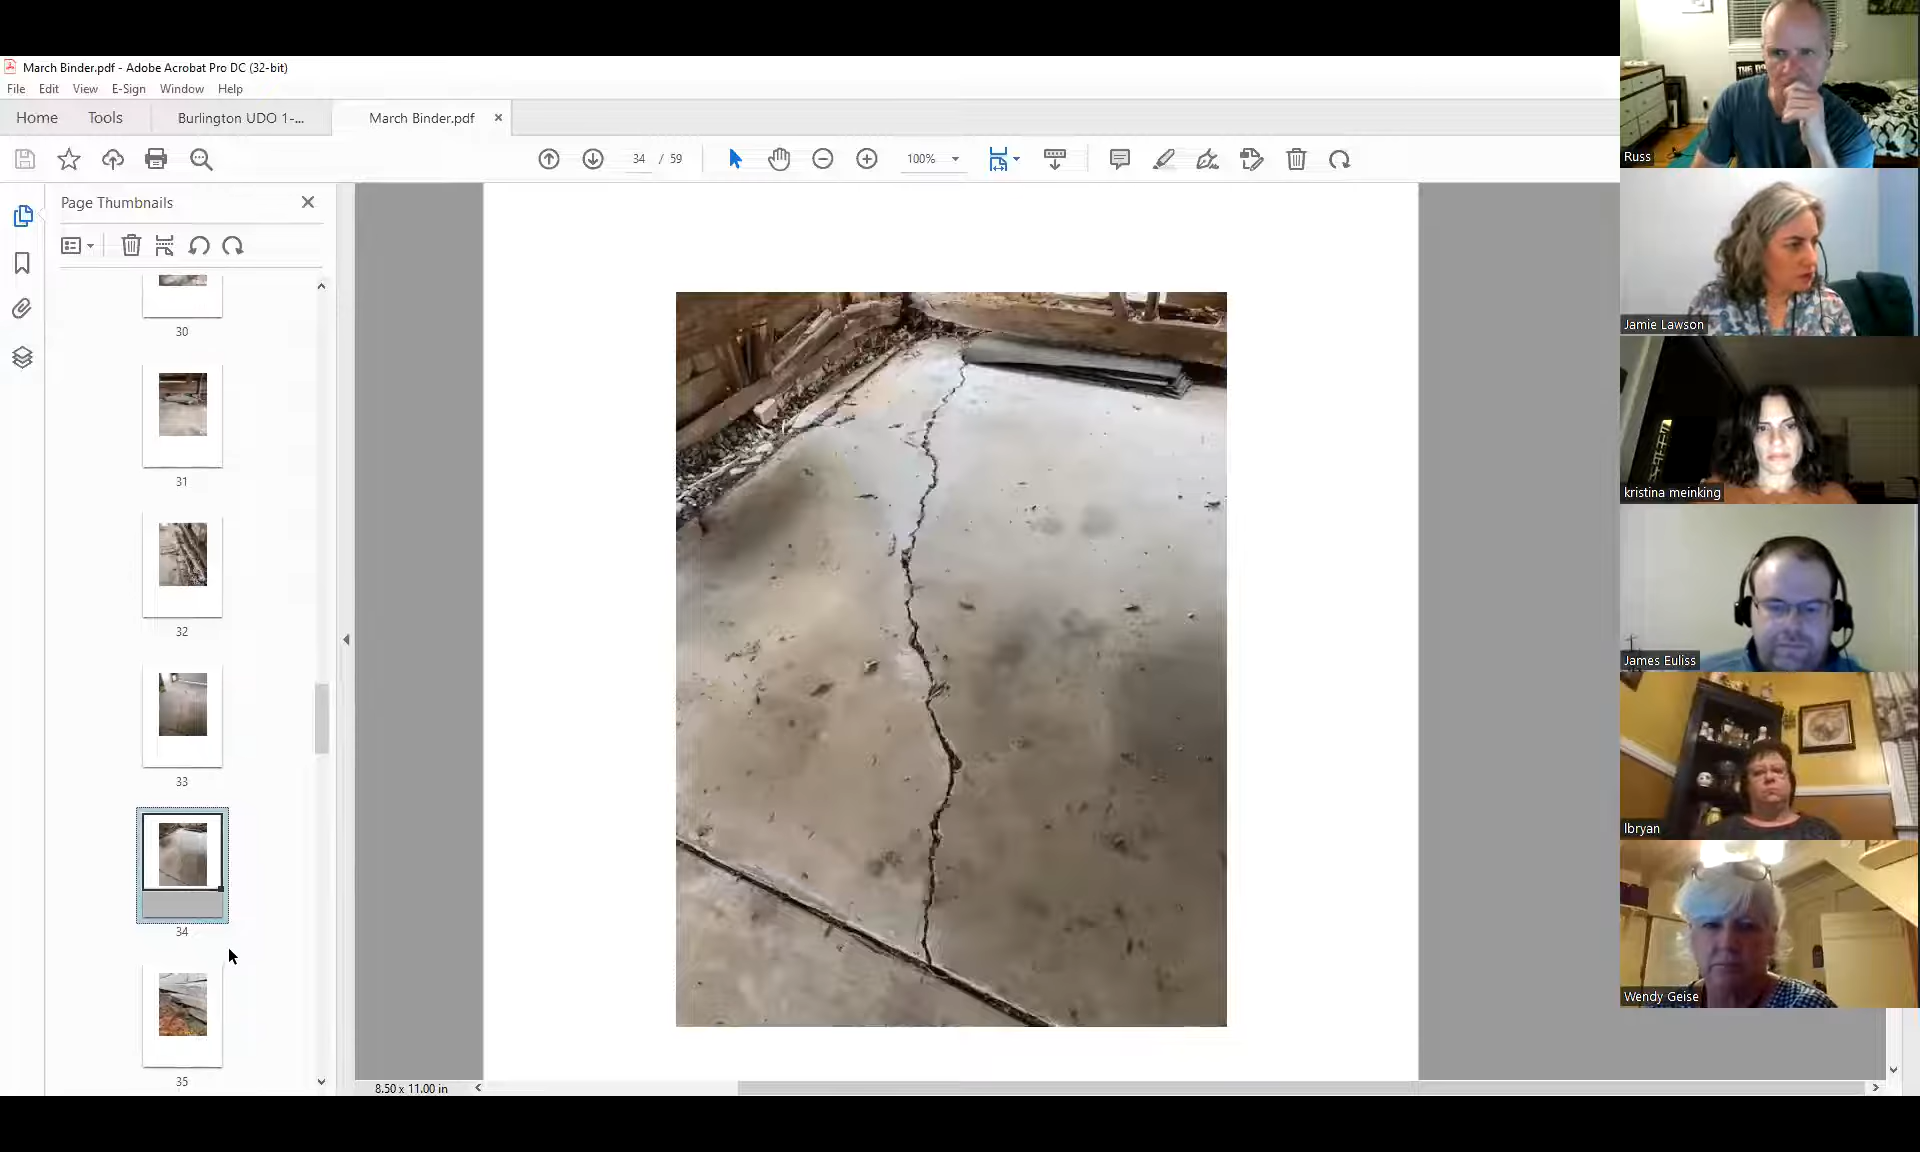 March Binder.pdf - Adobe Acrobat Pro DC (32-bit)
File Edit View E-Sign Window Help
Home Tools Burlington UDO 1-... March Binder.pdf
34 / 59 100%
Page Thumbnails
30
31
32
33
34
35
8.50 x 11.00 in
Russ
Jamie Lawson
kristina meinking
James Euliss
lbryan
Wendy Geise